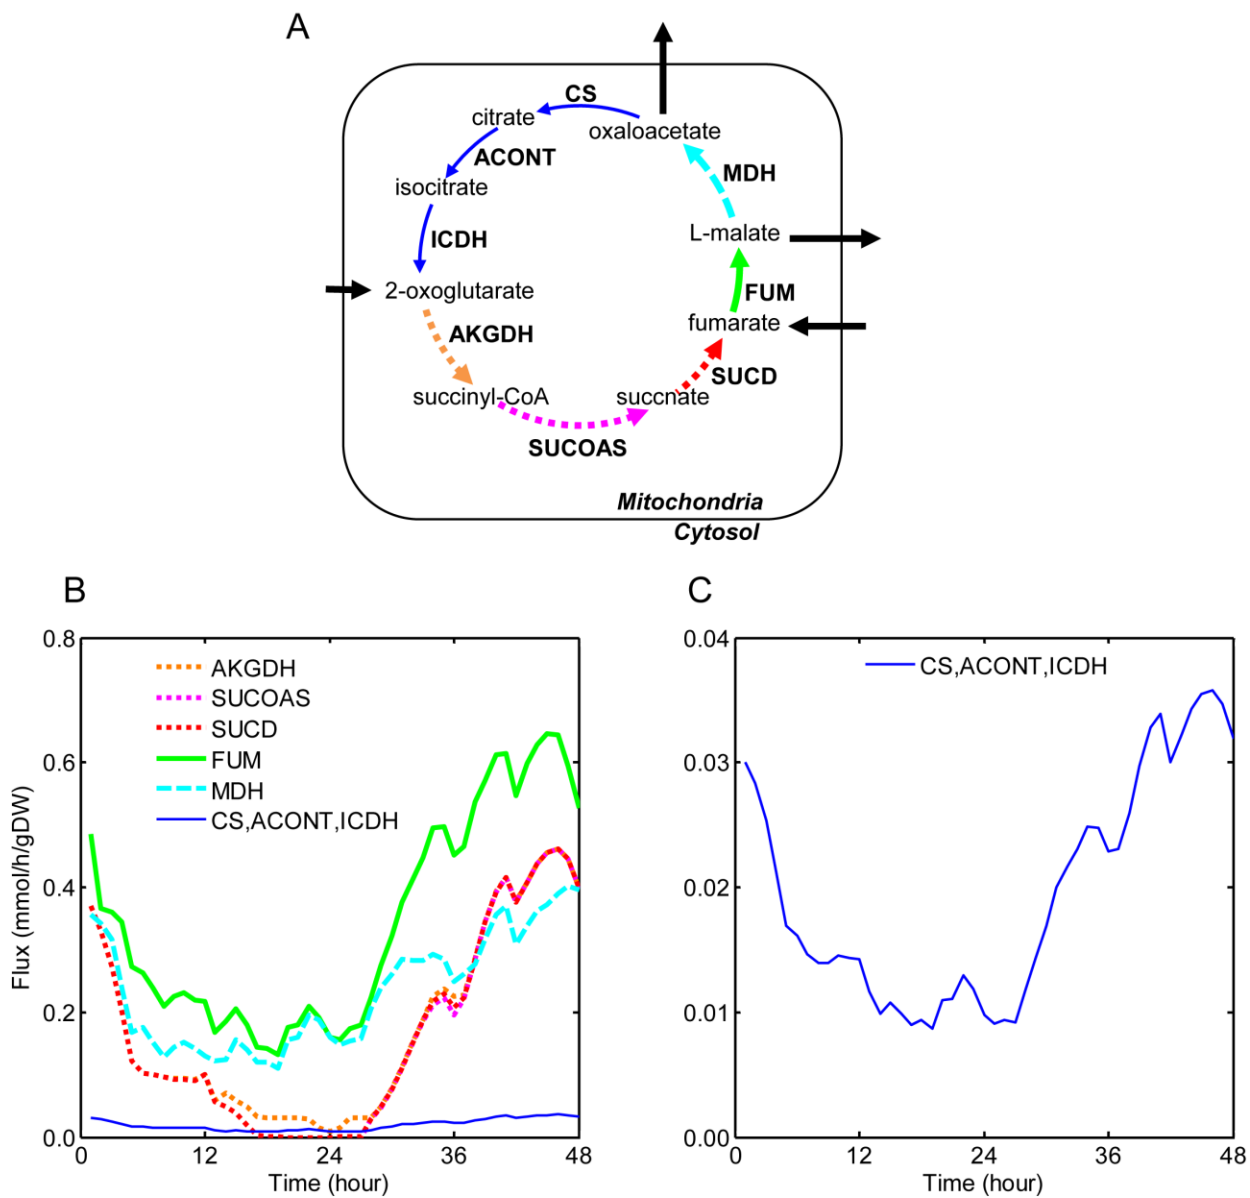 A
CS
citrate
oxaloacetate
ACONT
MDH
isocitrate
L-malate
ICDH
2-oxoglutarate
FUM
fumarate
AKGDH
SUCD
succinyl-CoA
succnate
SUCOAS
Mitochondria
Cytosol
B
0.8
0.6
0.4
0.2
0.0
Flux (mmol/h/gDW)
AKGDH
SUCOAS
SUCD
FUM
MDH
CS,ACONT,ICDH
0 12 24 36 48
Time (hour)
C
0.04
0.03
0.02
0.01
0.00
CS,ACONT,ICDH
0 12 24 36 48
Time (hour)